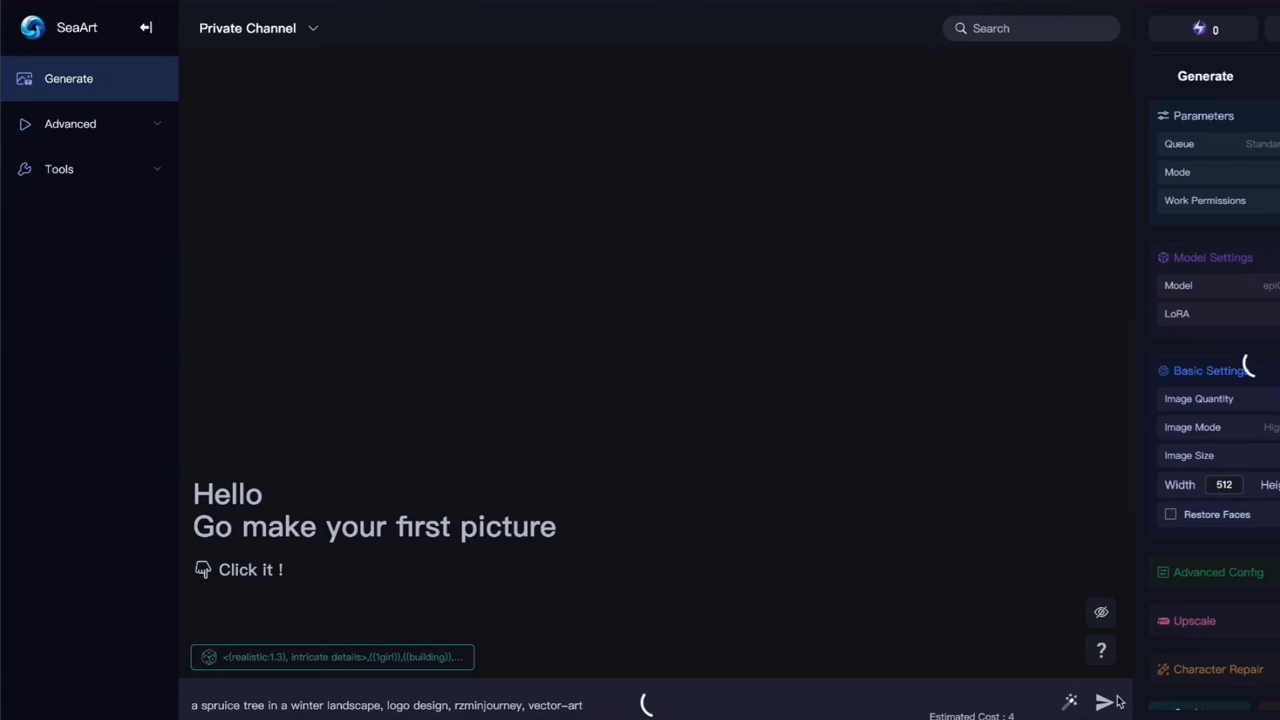 SeaArt
Private Channel
Search
0
Generate
Advanced
Tools
Generate
Parameters
Queue
Mode
Work Permissions
Model Settings
Model
LoRA
Basic Setting
Image Quantity
Image Mode
Image Size
Width 512
Restore Faces
Advanced Config
Upscale
Character Repair
Hello
Go make your first picture
Click it !
<(realistic:1.3), intricate details>,((1girl)),((building)),...
?
a spruce tree in a winter landscape, logo design, rzminjourney, vector-art
Estimated Cost : 4